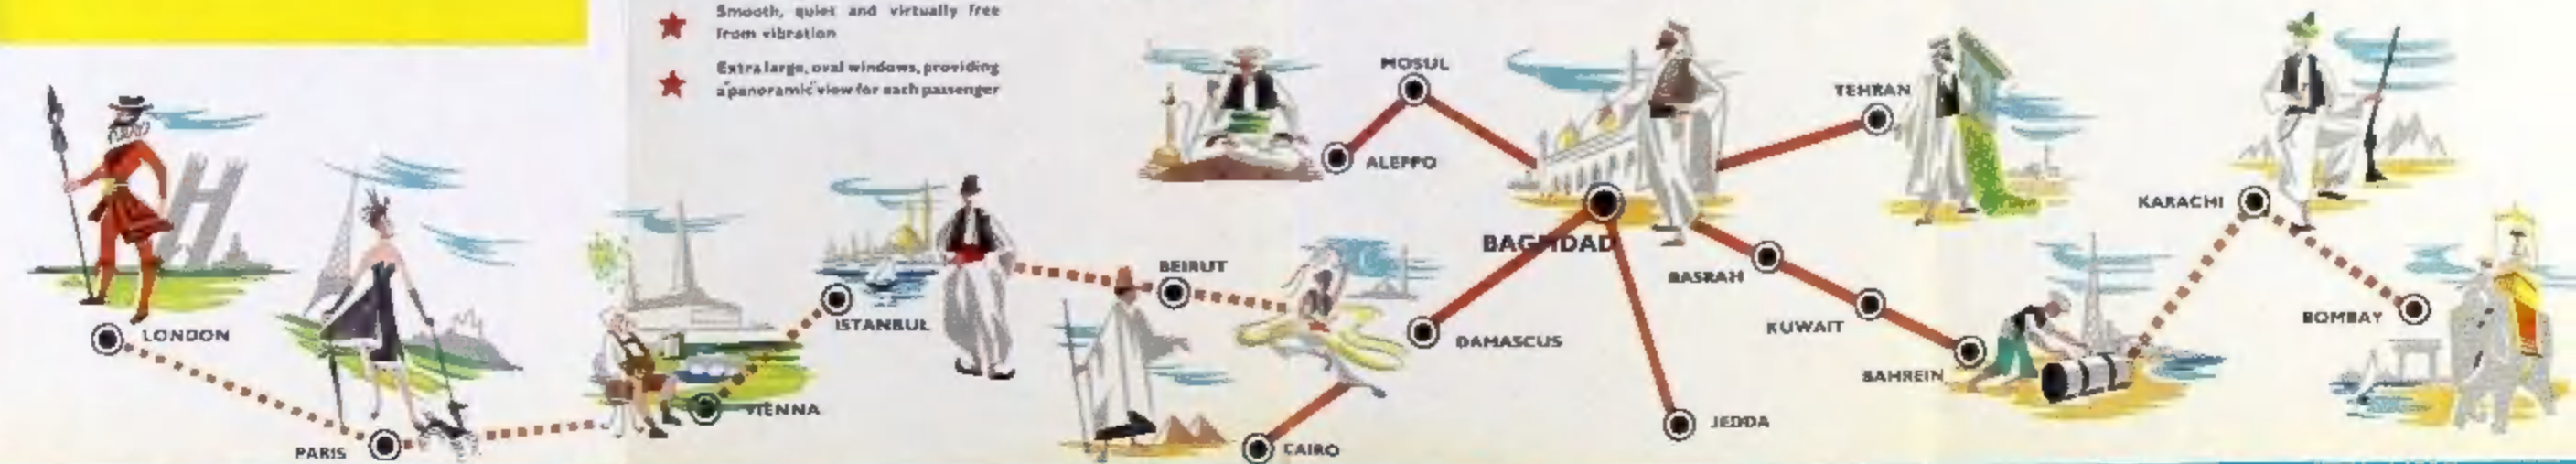 Smooth, quiet and virtually free
from vibration
Extra large, oval windows, providing
a "panoramic" view for each passenger
MOSUL
TEHRAN
ALEPPO
KARACHI
BAGHDAD
BEIRUT
BASRAH
LONDON
ISTANBUL
KUWAIT
BOMBAY
DAMASCUS
BAHREIN
VIENNA
JEDDA
PARIS
CAIRO